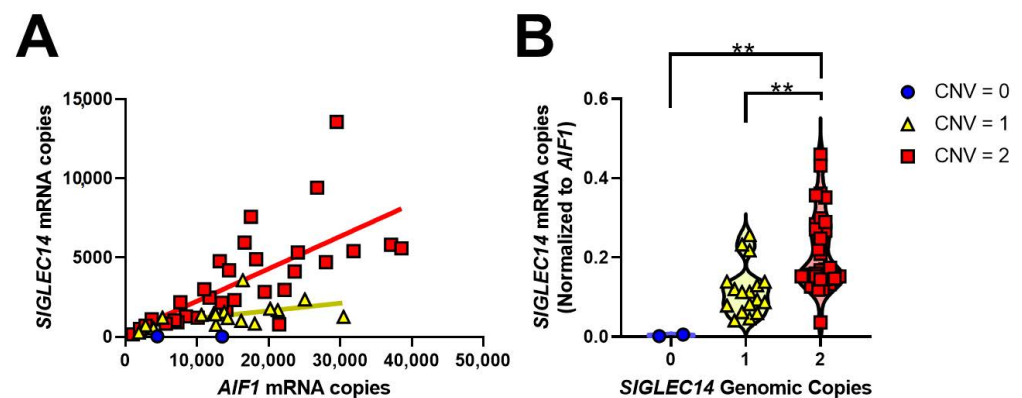 A
SIGLEC14 mRNA copies
15,000
10,000
5000
0
0
10,000
20,000
30,000
40,000
50,000
AIF1 mRNA copies
B
SIGLEC14 mRNA copies
(Normalized to AIF1)
0.6
0.4
0.2
0.0
**
**
0
1
2
SIGLEC14 Genomic Copies
CNV = 0
CNV = 1
CNV = 2